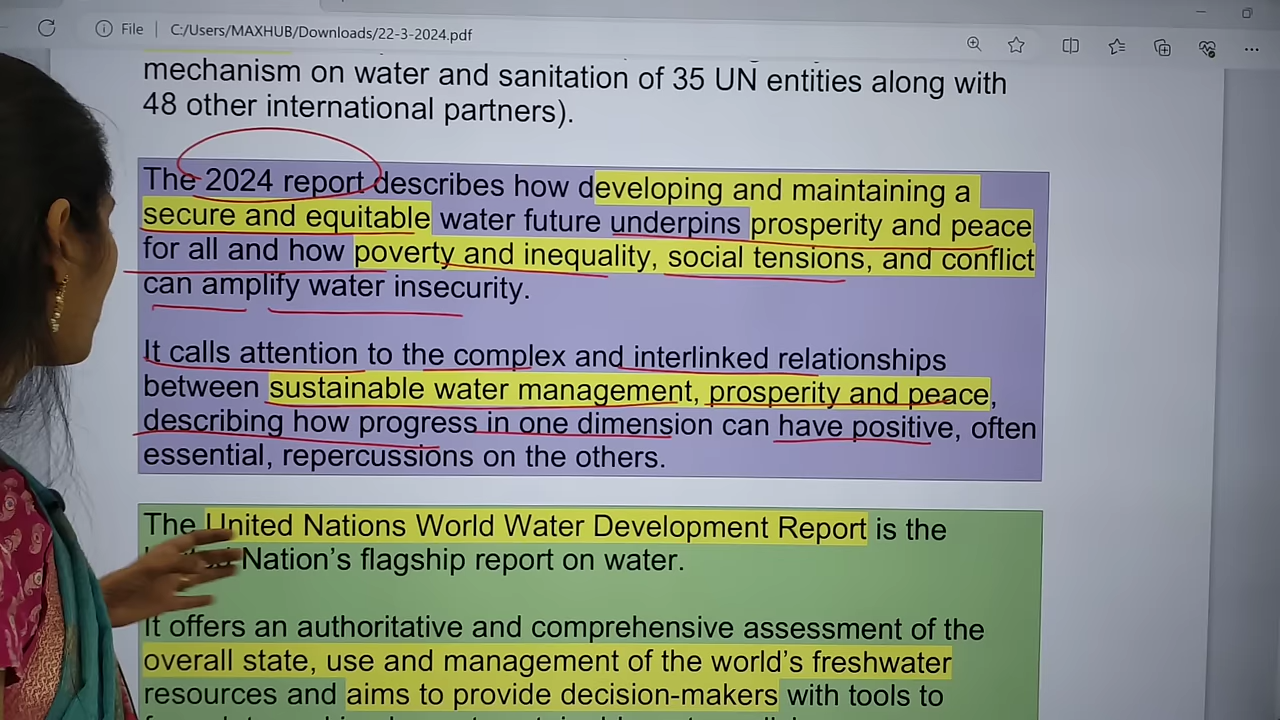 File
C:/Users/MAXHUB/Downloads/22-3-2024.pdf
mechanism on water and sanitation of 35 UN entities along with
48 other international partners).
The 2024 report describes how developing and maintaining a
secure and equitable water future underpins prosperity and peace
for all and how poverty and inequality, social tensions, and conflict
can amplify water insecurity.
It calls attention to the complex and interlinked relationships
between sustainable water management, prosperity and peace,
describing how progress in one dimension can have positive, often
essential, repercussions on the others.
The United Nations World Water Development Report is the
Nation's flagship report on water.
It offers an authoritative and comprehensive assessment of the
overall state, use and management of the world's freshwater
resources and aims to provide decision-makers with tools to